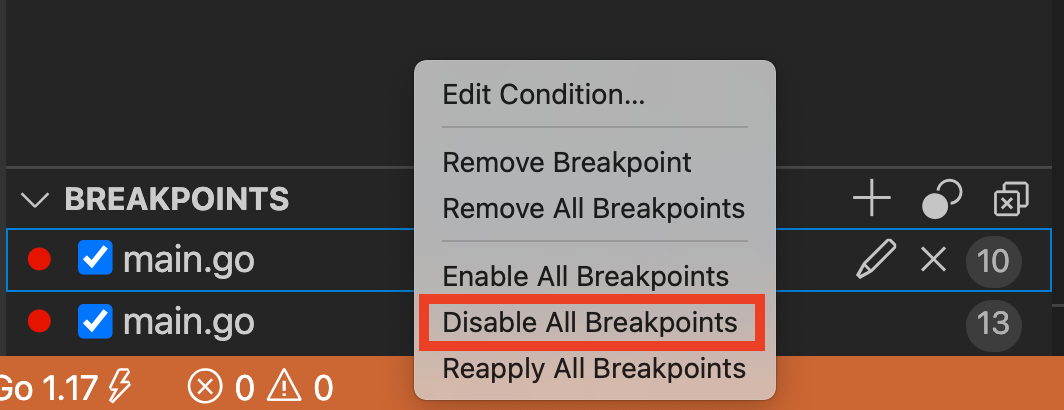 Edit Condition...
Remove Breakpoint
Remove All Breakpoints
BREAKPOINTS
Enable All Breakpoints
main.go 10
Disable All Breakpoints
main.go 13
Reapply All Breakpoints
Go 1.17 0 0